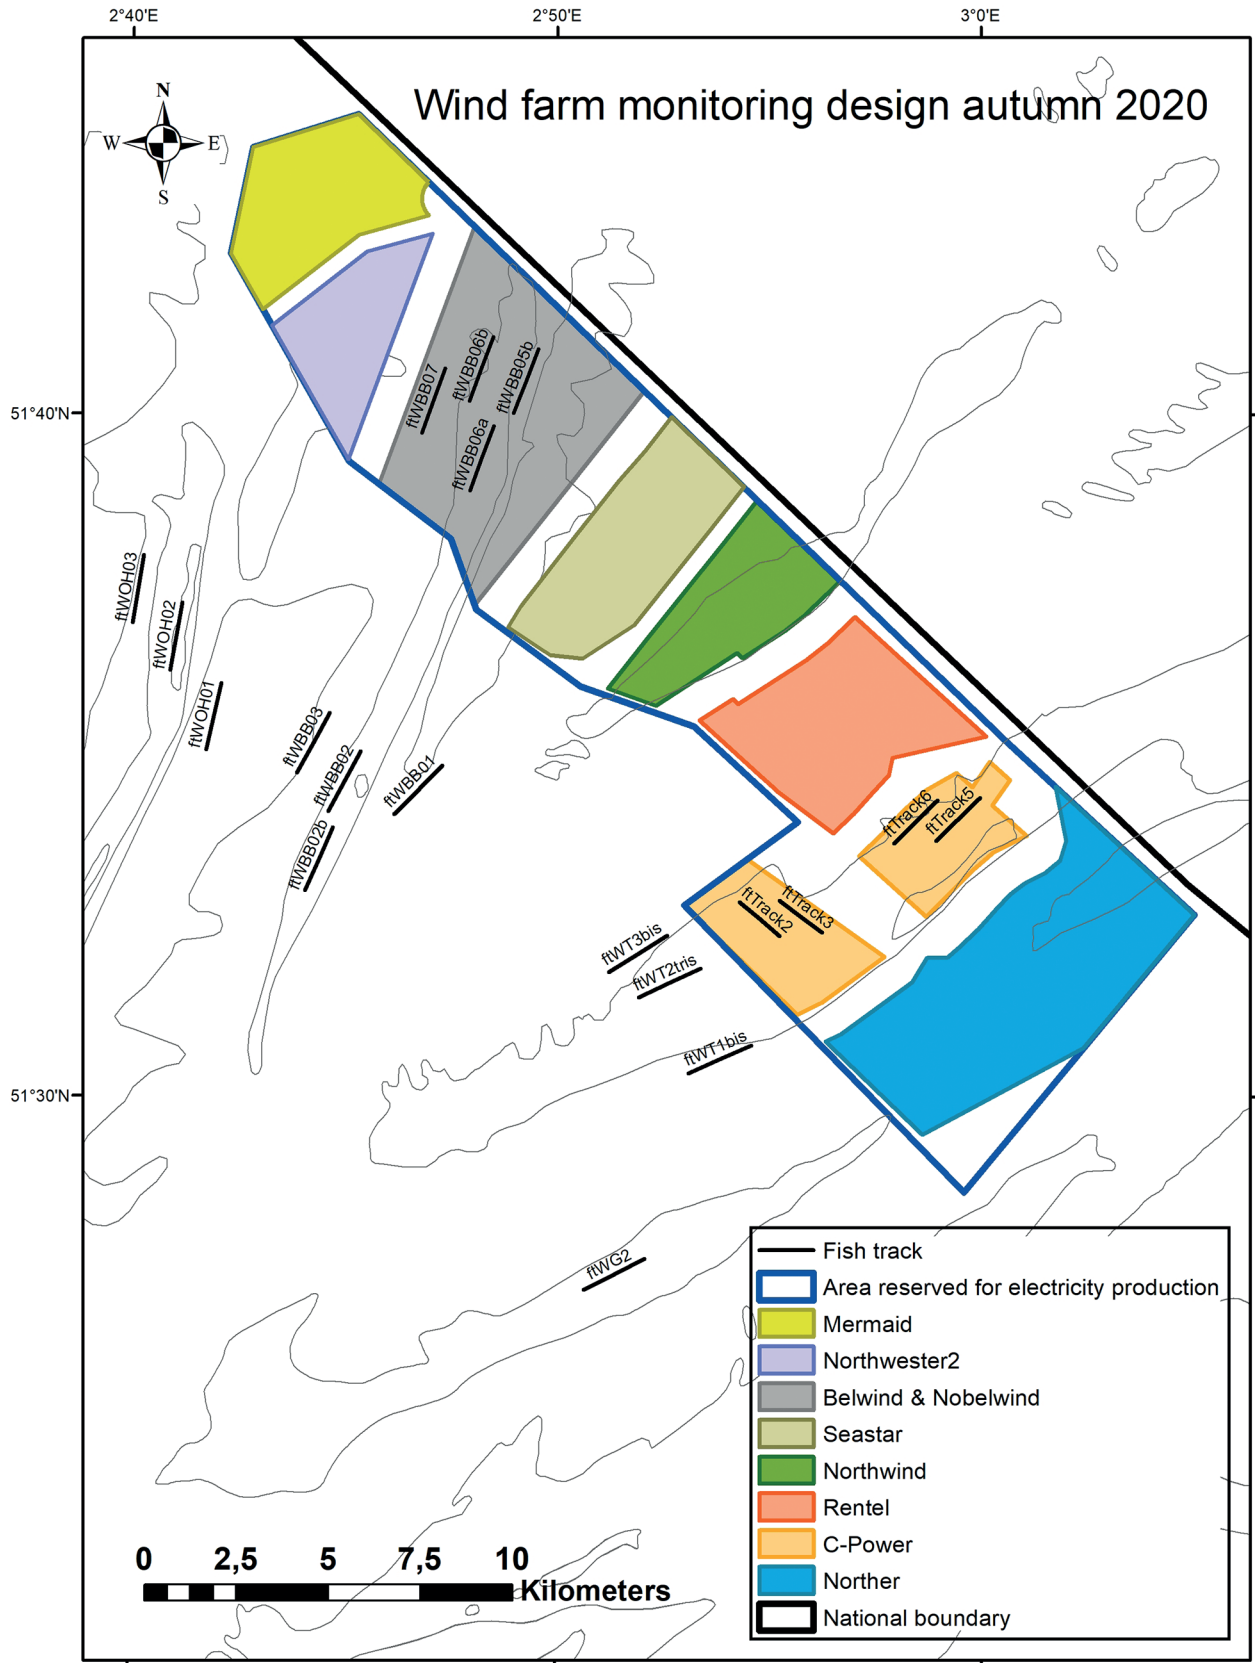 2°40'E
2°50'E
3°0'E
Wind farm monitoring design autumn 2020
N
W
E
S
51°40'N
51°30'N
ftWBB06b
ftWBB05b
ftWBB07
ftWBB06a
ftWOH03
ftWOH02
ftWOH01
ftWBB03
ftWBB02
ftWBB01
ftWBB02b
ftTrack6
ftTrack5
ftTrack3
ftTrack2
ftWT3bis
ftWT2tris
ftWT1bis
ftWG2
Fish track
Area reserved for electricity production
Mermaid
Northwester2
Belwind & Nobelwind
Seastar
Northwind
Rentel
C-Power
Norther
National boundary
0 2,5 5 7,5 10
Kilometers